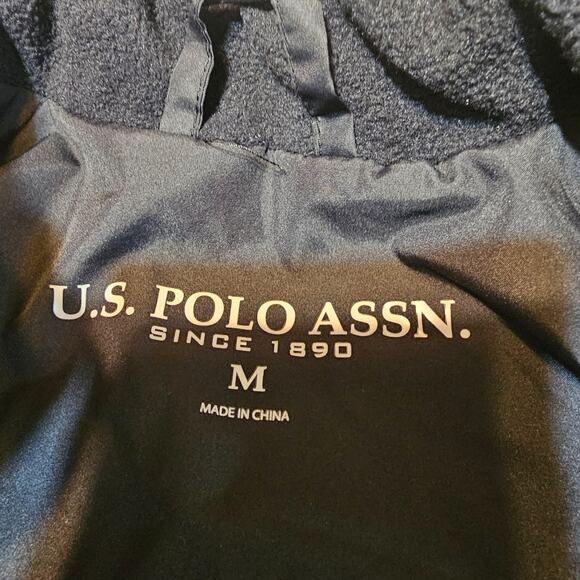 U.S. POLO ASSN.
SINCE 1890
M
MADE IN CHINA